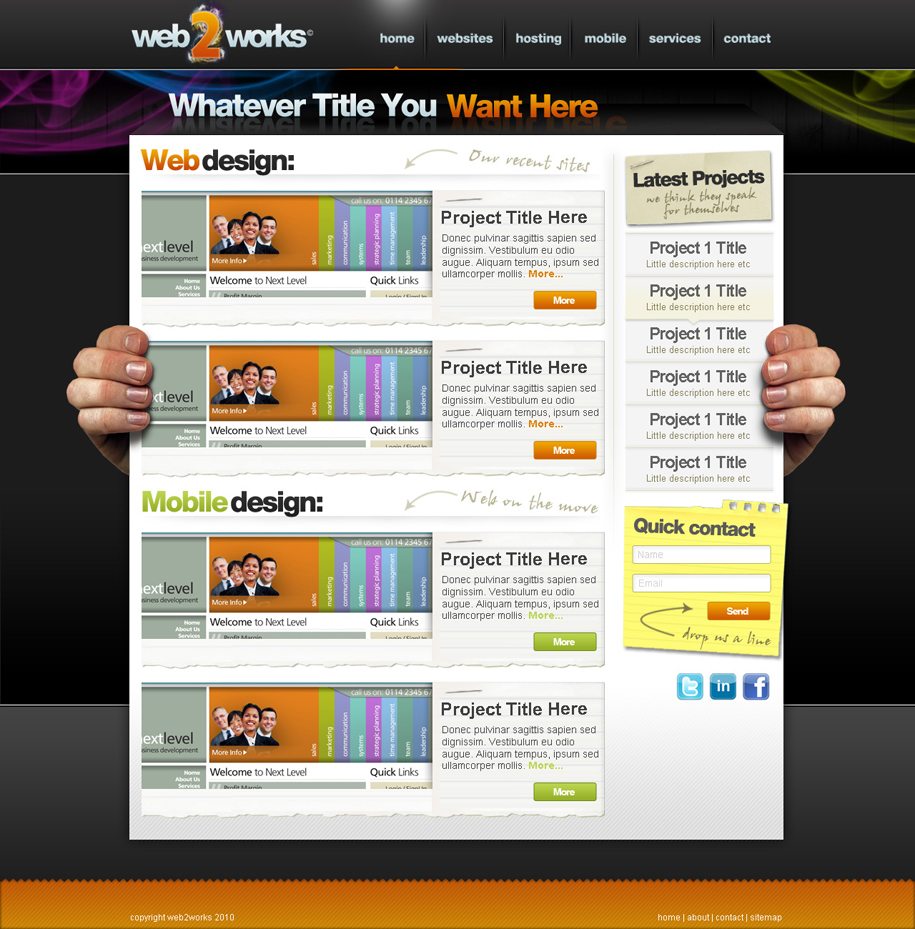 web2works©
home
websites
hosting
mobile
services
contact
Whatever Title You Want Here
Web design:
Our recent sites
call us on: 0114 2345 67
nextlevel
business development
More Info
sales
marketing
communication
systems
strategic planning
time management
team
leadership
Home
About Us
Services
Welcome to Next Level
Quick Links
Profit Margin
Login / Sign Up
Project Title Here
Donec pulvinar sagittis sapien sed
dignissim. Vestibulum eu odio
augue. Aliquam tempus, ipsum sed
ullamcorper mollis. More...
More
call us on: 0114 2345 67
extlevel
siness development
More Info
sales
marketing
communication
systems
strategic planning
time management
team
leadership
Home
About Us
Services
Welcome to Next Level
Quick Links
Profit Margin
Project Title Here
Donec pulvinar sagittis sapien sed
dignissim. Vestibulum eu odio
augue. Aliquam tempus, ipsum sed
ullamcorper mollis. More...
More
Mobile design:
Web on the move
call us on: 0114 2345 67
extlevel
siness development
More Info
sales
marketing
communication
systems
strategic planning
time management
team
leadership
Home
About Us
Services
Welcome to Next Level
Quick Links
Profit Margin
Project Title Here
Donec pulvinar sagittis sapien sed
dignissim. Vestibulum eu odio
augue. Aliquam tempus, ipsum sed
ullamcorper mollis. More...
More
call us on: 0114 2345 67
extlevel
siness development
More Info
sales
marketing
communication
systems
strategic planning
time management
team
leadership
Home
About Us
Services
Welcome to Next Level
Quick Links
Profit Margin
Project Title Here
Donec pulvinar sagittis sapien sed
dignissim. Vestibulum eu odio
augue. Aliquam tempus, ipsum sed
ullamcorper mollis. More...
More
Latest Projects
we think they speak
for themselves
Project 1 Title
Little description here etc
Project 1 Title
Little description here etc
Project 1 Title
Little description here etc
Project 1 Title
Little description here etc
Project 1 Title
Little description here etc
Project 1 Title
Little description here etc
Quick contact
Name
Email
Send
drop us a line
in
copyright web2works 2010
home | about | contact | sitemap